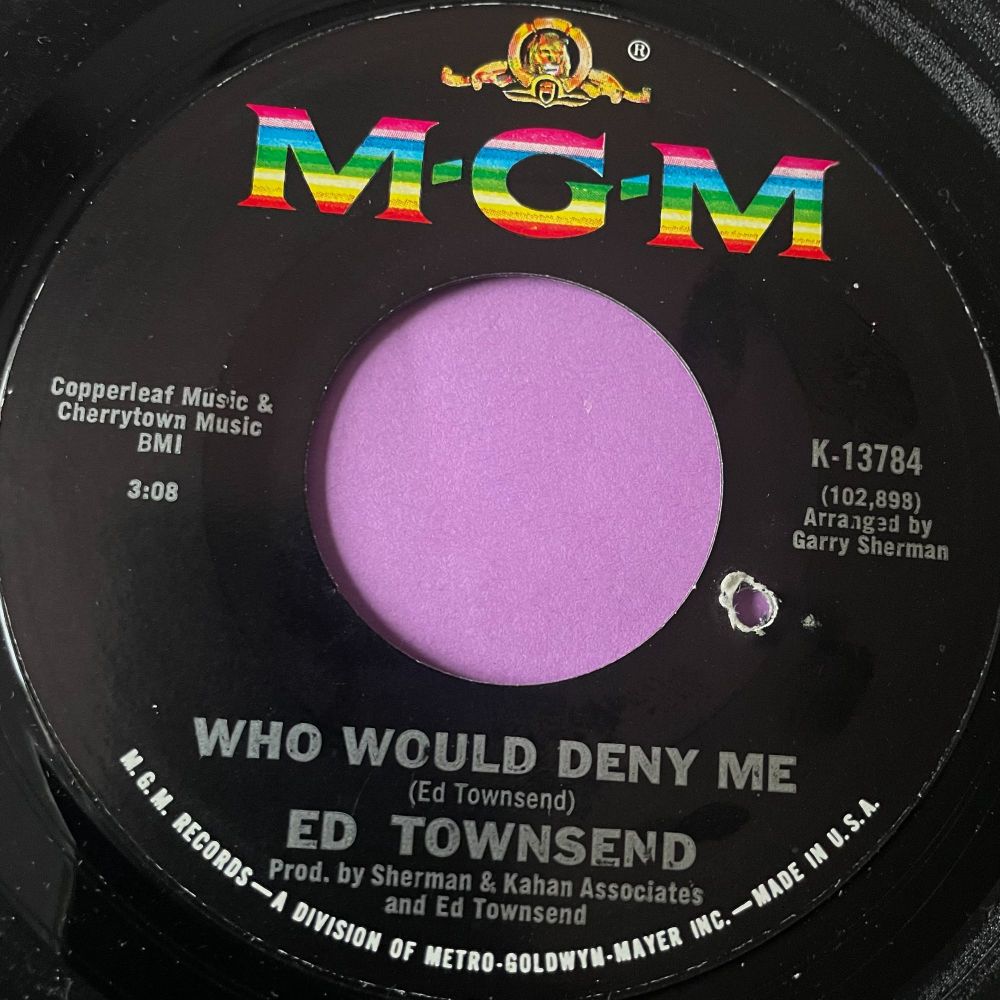 ®
M-G-M
Copperleaf Music &
Cherrytown Music
BMI
3:08
K-13784
(102,898)
Arranged by
Garry Sherman
WHO WOULD DENY ME
(Ed Townsend)
ED TOWNSEND
Prod. by Sherman & Kahan Associates
and Ed Townsend
M.G.M. RECORDS—A DIVISION OF METRO-GOLDWYN-MAYER INC.—MADE IN U.S.A.